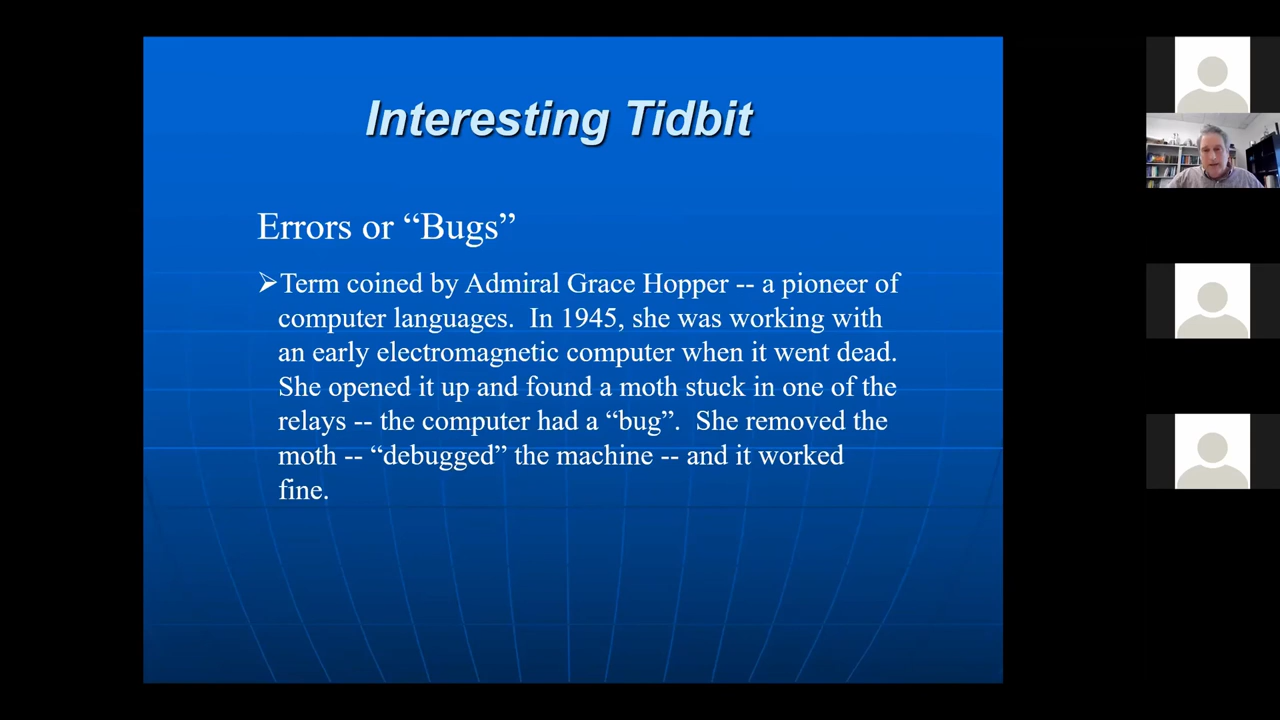 Interesting Tidbit
Errors or “Bugs”
➢Term coined by Admiral Grace Hopper -- a pioneer of
computer languages.  In 1945, she was working with
an early electromagnetic computer when it went dead.
She opened it up and found a moth stuck in one of the
relays -- the computer had a “bug”.  She removed the
moth -- “debugged” the machine -- and it worked
fine.